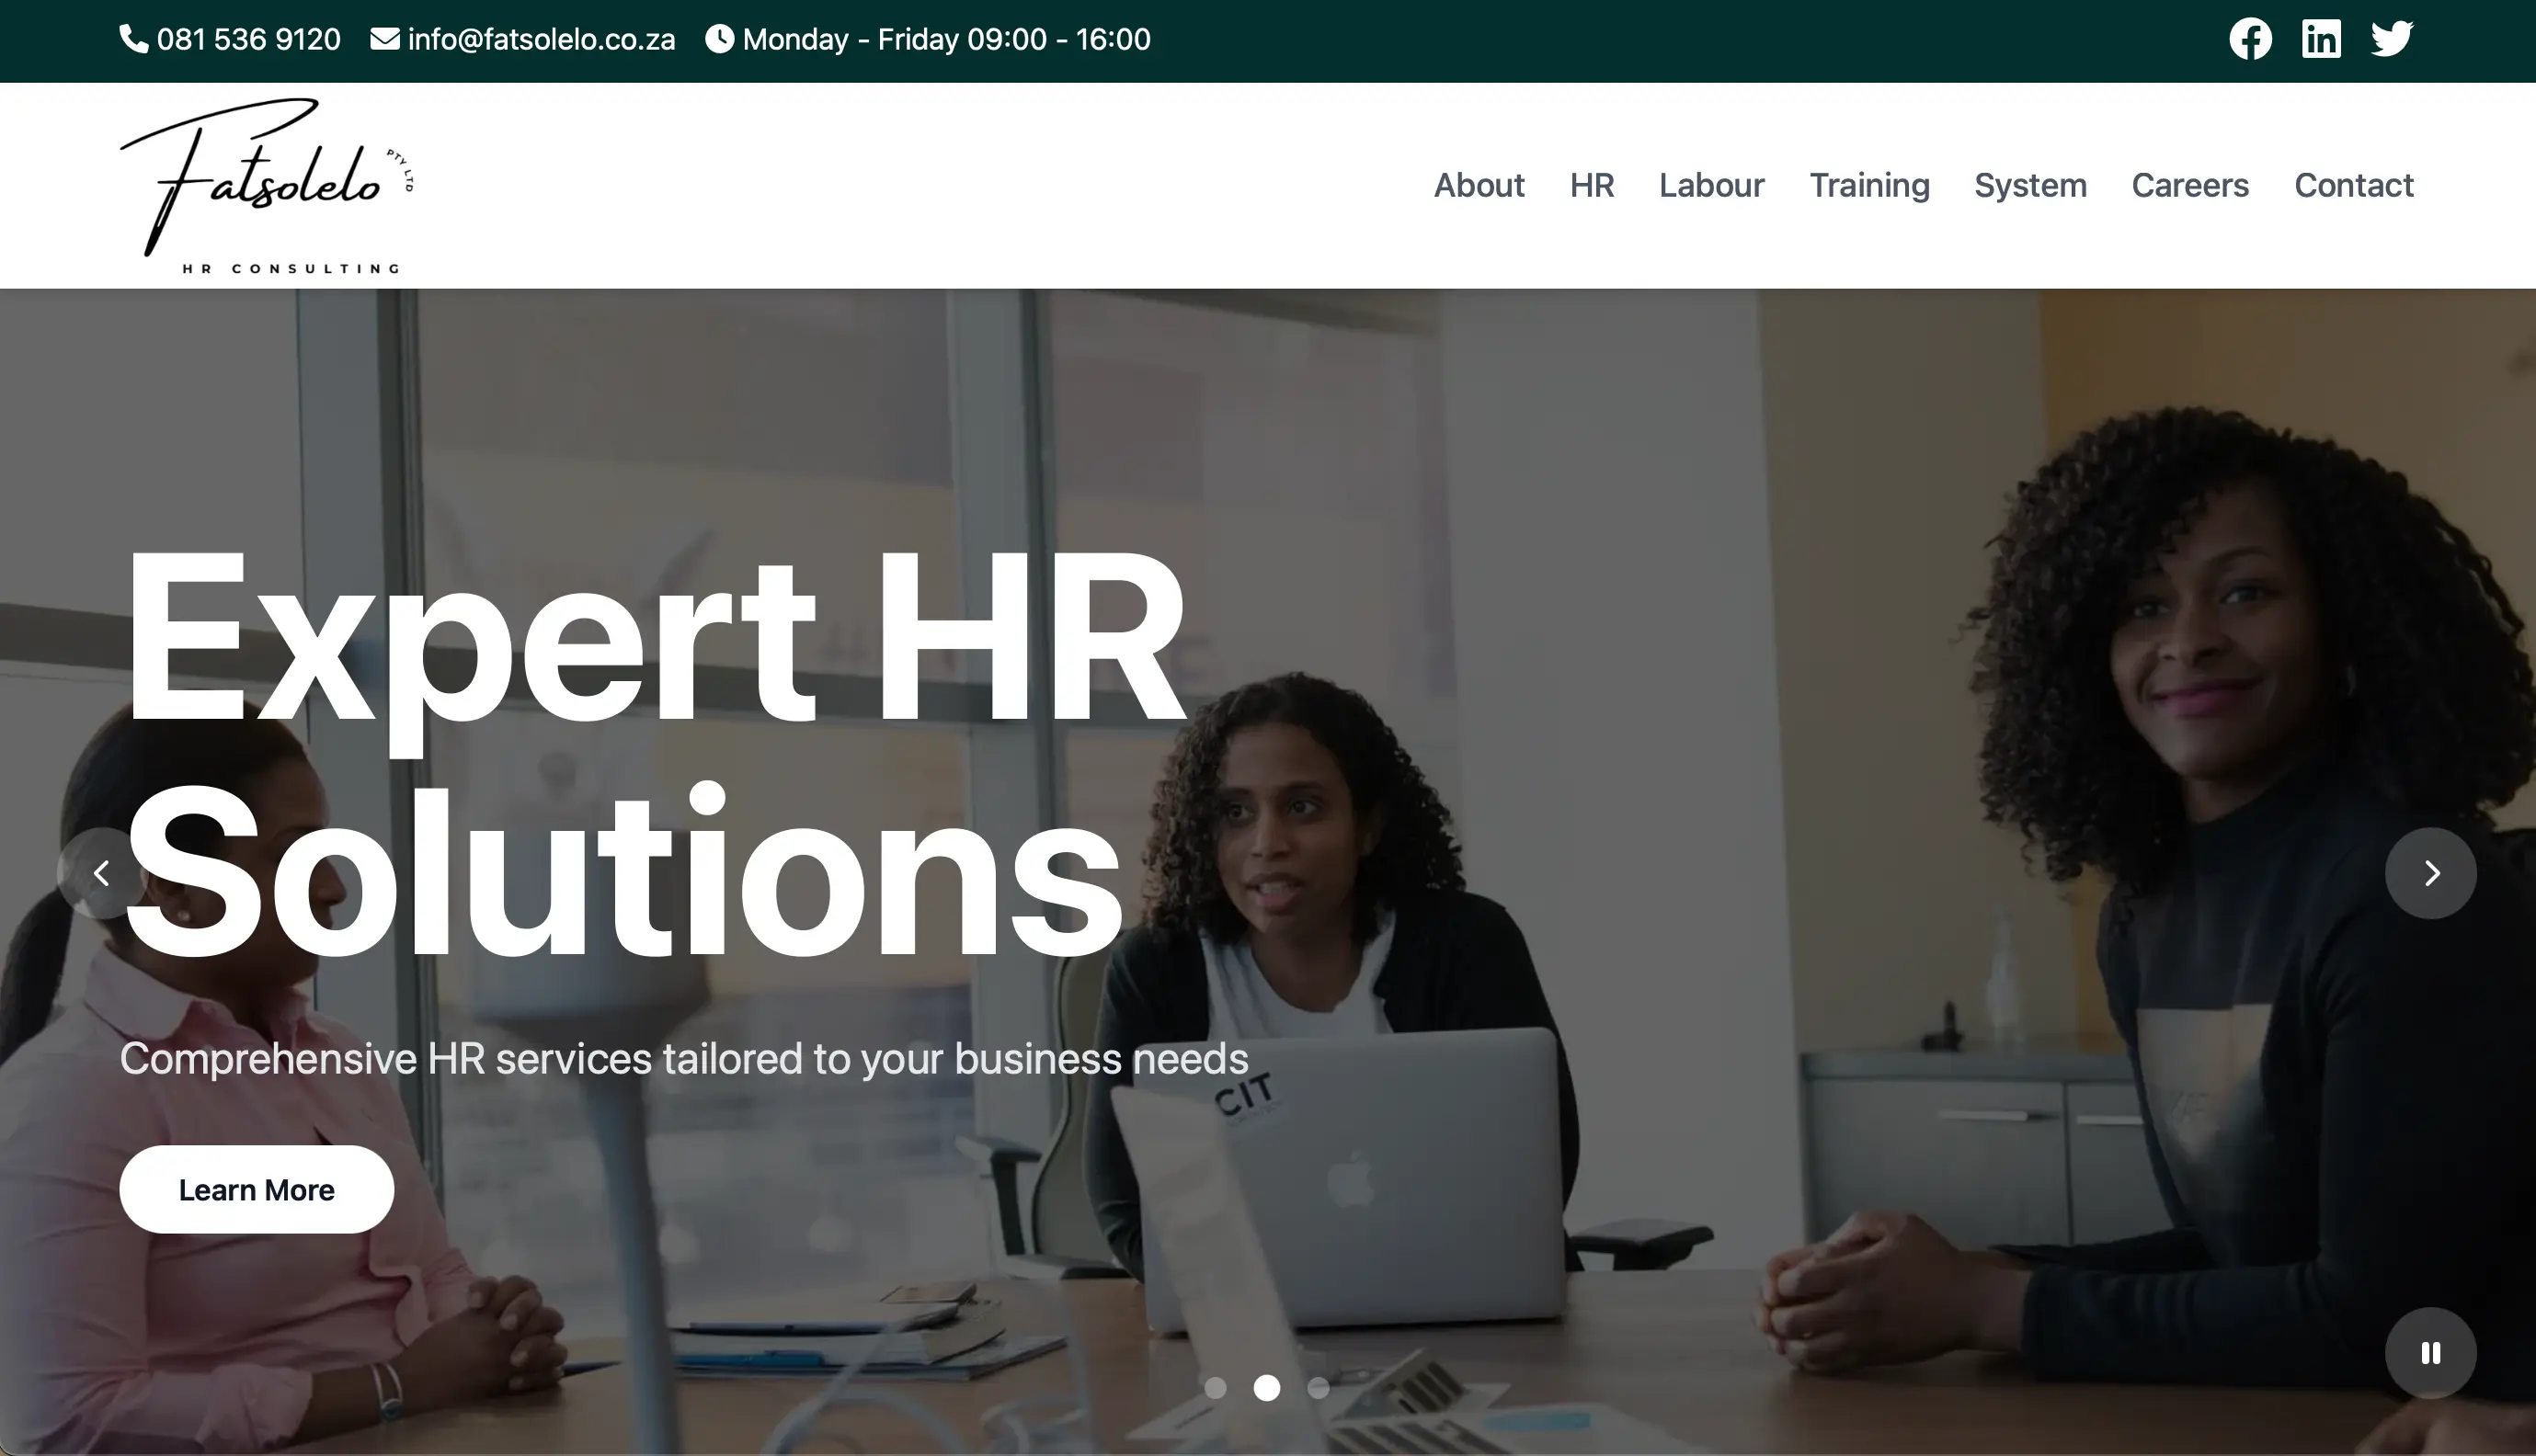 081 536 9120 info@fatsolelo.co.za Monday - Friday 09:00 - 16:00
Fatsolelo PTY LTD
HR CONSULTING
About HR Labour Training System Careers Contact
Expert HR
Solutions
Comprehensive HR services tailored to your business needs
CIT
Learn More